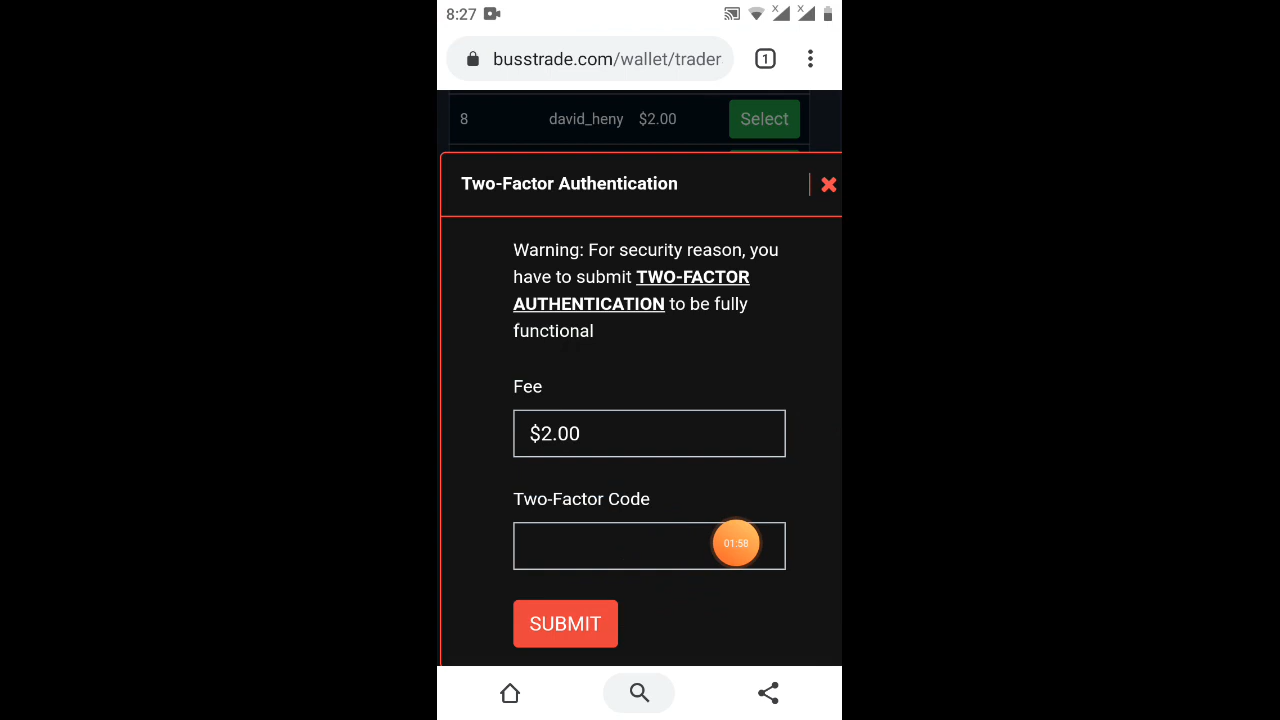 8:27
busstrade.com/wallet/trader
1
8 david_heny $2.00 Select
Two-Factor Authentication
Warning: For security reason, you
have to submit TWO-FACTOR
AUTHENTICATION to be fully
functional
Fee
$2.00
Two-Factor Code
01:58
SUBMIT